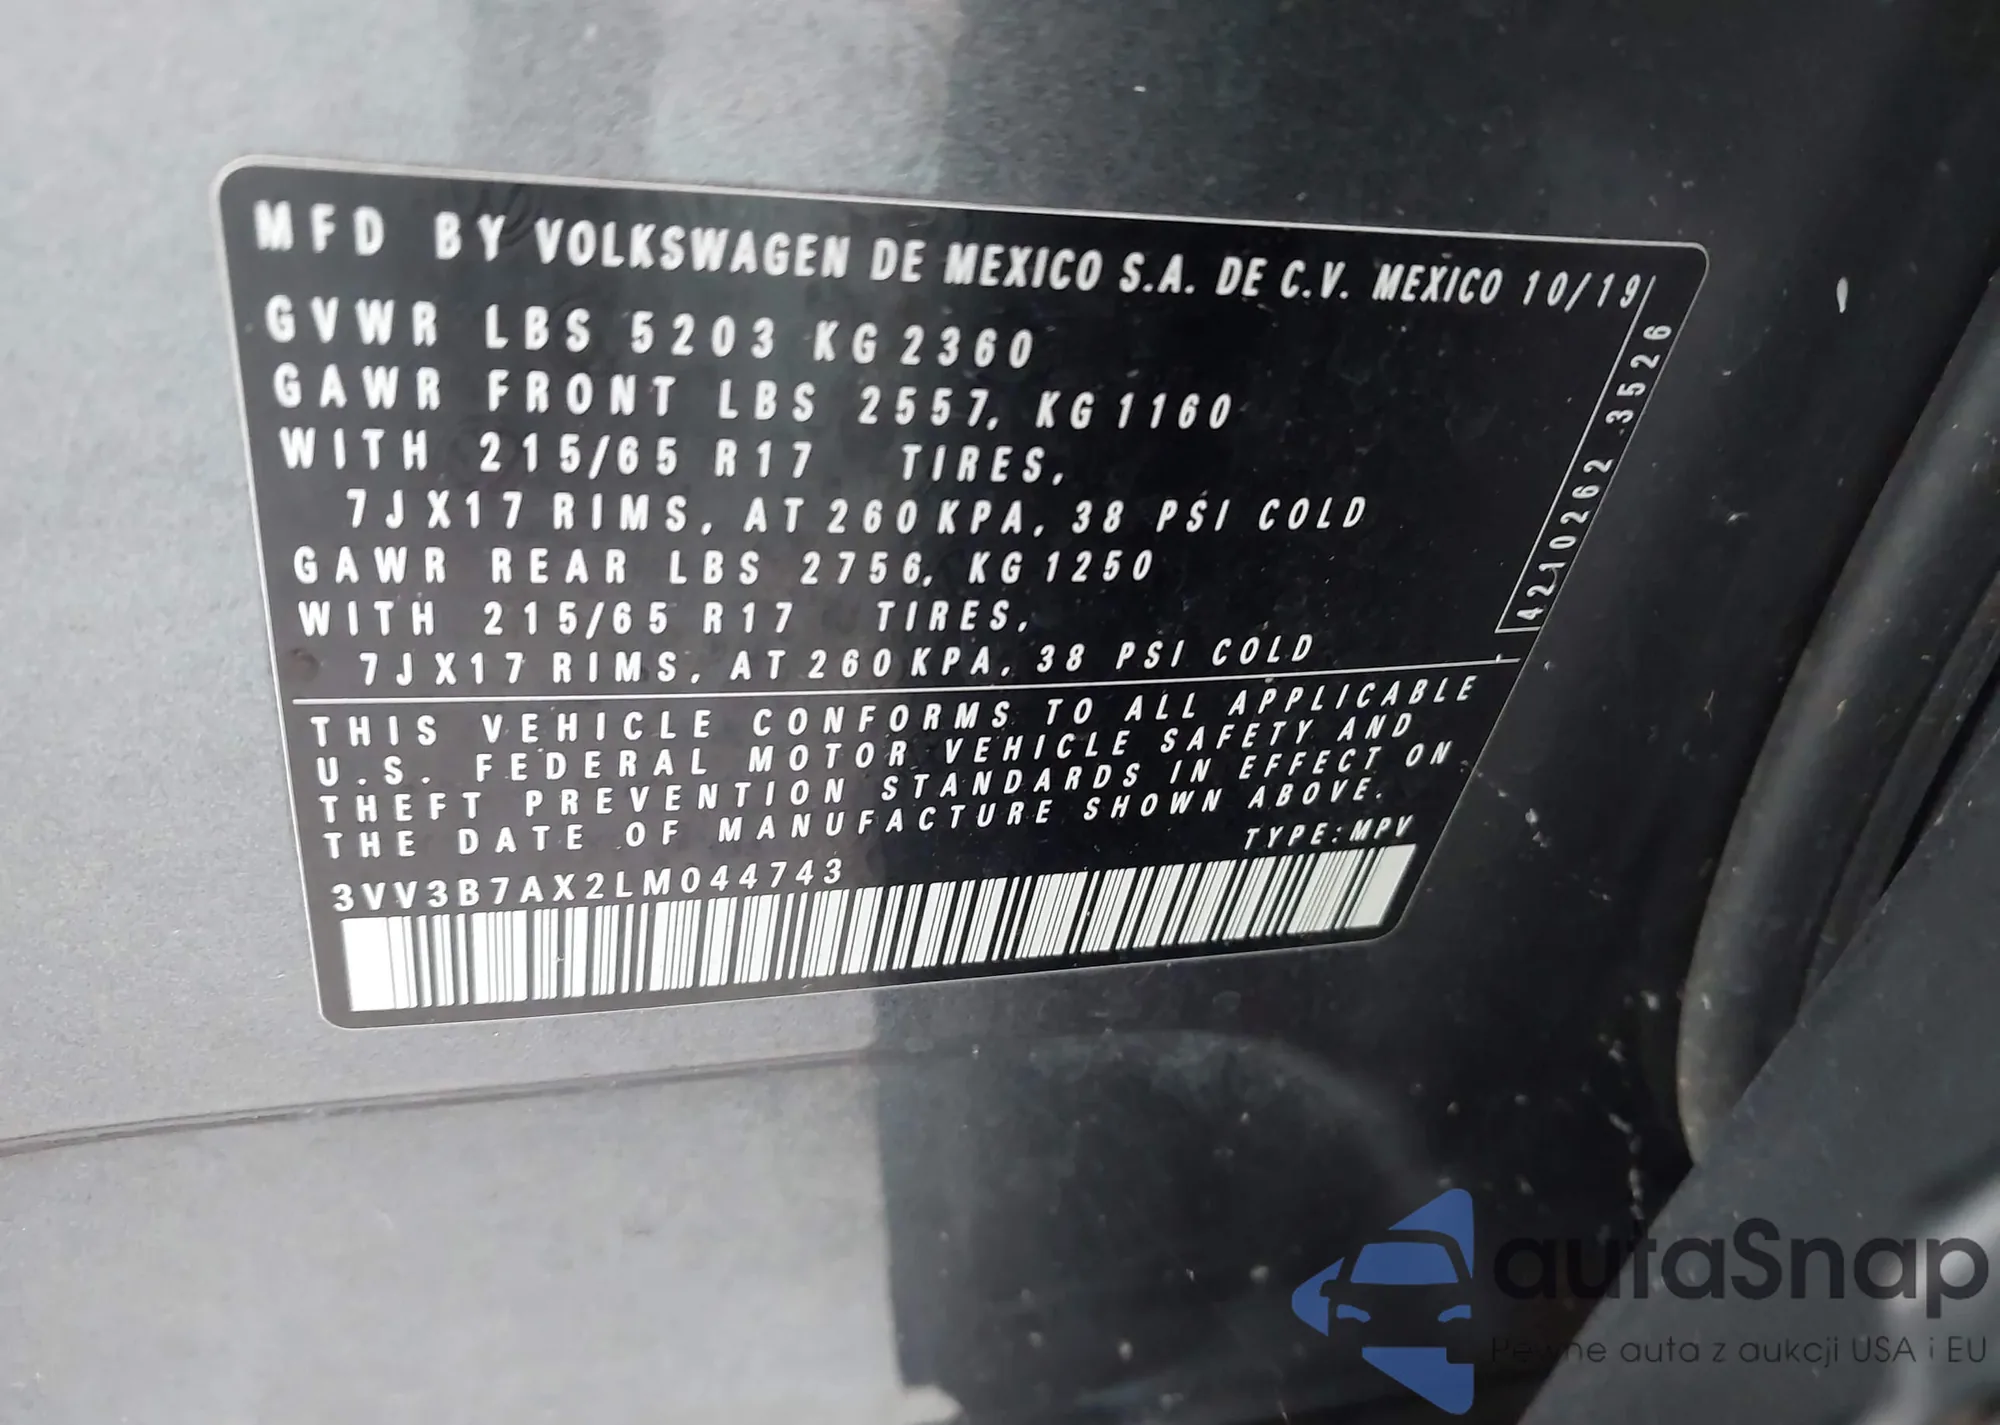 MFD BY VOLKSWAGEN DE MEXICO S.A. DE C.V. MEXICO 10/19
GVWR LBS 5203 KG 2360
GAWR FRONT LBS 2557, KG 1160
WITH 215/65 R17 TIRES,
7J X17 RIMS, AT 260 KPA, 38 PSI COLD
GAWR REAR LBS 2756, KG 1250
WITH 215/65 R17 TIRES,
7J X17 RIMS, AT 260 KPA, 38 PSI COLD
4210262 3526
THIS VEHICLE CONFORMS TO ALL APPLICABLE
U.S. FEDERAL MOTOR VEHICLE SAFETY AND
THEFT PREVENTION STANDARDS IN EFFECT ON
THE DATE OF MANUFACTURE SHOWN ABOVE.
TYPE: MPV
3VV3B7AX2LM044743
autaSnap
Pewne auta z aukcji USA i EU